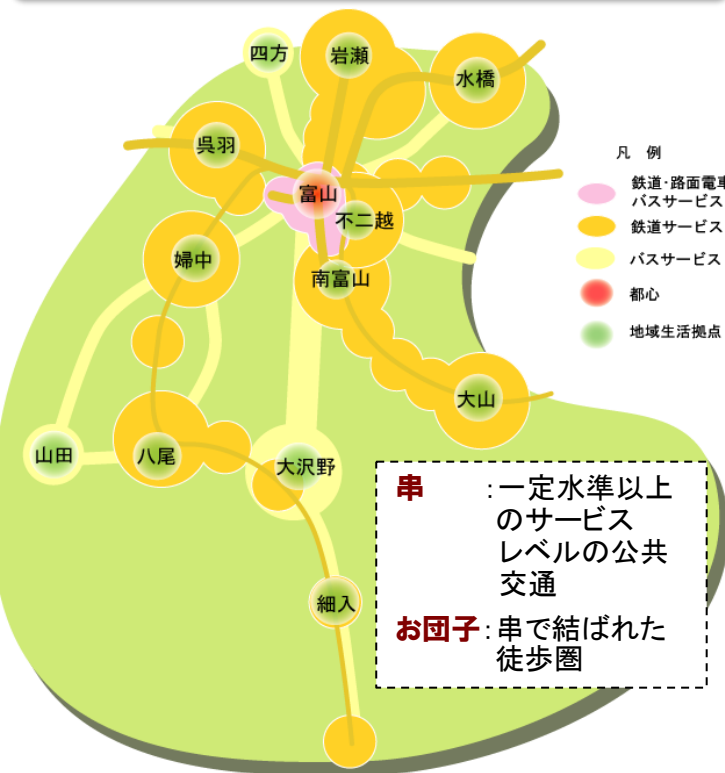 四方
岩瀬
水橋
呉羽
富山
不二越
婦中
南富山
大山
山田
八尾
大沢野
細入
凡 例
鉄道・路面電車
バスサービス
鉄道サービス
バスサービス
都心
地域生活拠点
串 :一定水準以上
のサービス
レベルの公共
交通
お団子:串で結ばれた
徒歩圏